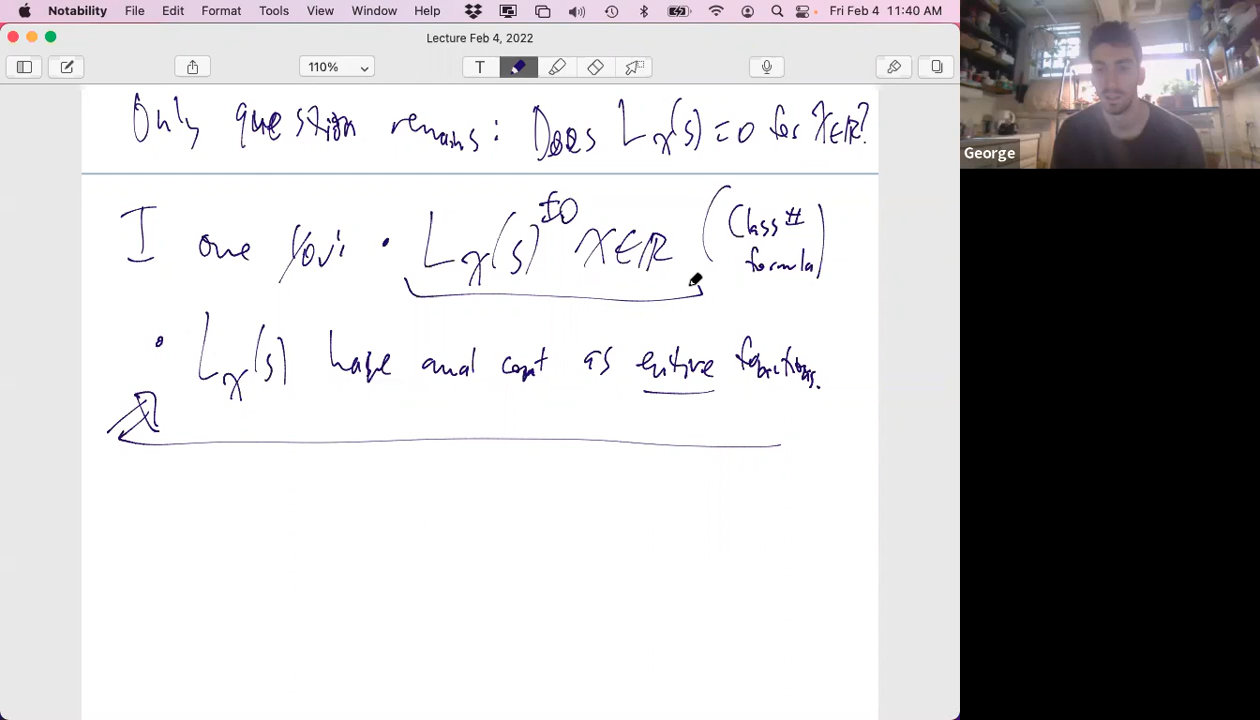 Notability File Edit Format Tools View Window Help Fri Feb 4 11:40 AM
Lecture Feb 4, 2022
110%
T
George
Only question remains: Does Lχ(s)=0 for χ∈ℝ?
I owe you: • Lχ(s)≠0 χ∈ℝ (Class # formula)
• Lχ(s) have anal cont as entire functions.